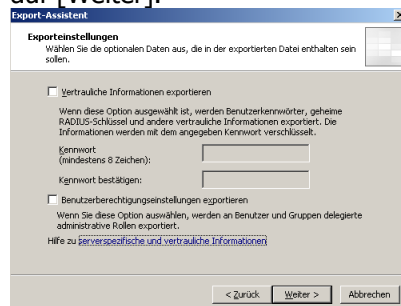 auf [Weiter].
Export-Assistent
Exporteinstellungen
Wählen Sie die optionalen Daten aus, die in der exportierten Datei enthalten sein
sollen.
Vertrauliche Informationen exportieren
Wenn diese Option ausgewählt ist, werden Benutzerkennwörter, geheime
RADIUS-Schlüssel und andere vertrauliche Informationen exportiert. Die
Informationen werden mit dem angegeben Kennwort verschlüsselt.
Kennwort
(mindestens 8 Zeichen):
Kennwort bestätigen:
Benutzerberechtigungseinstellungen exportieren
Wenn Sie diese Option auswählen, werden an Benutzer und Gruppen delegierte
administrative Rollen exportiert.
Hilfe zu serverspezifische und vertrauliche Informationen
< Zurück Weiter > Abbrechen